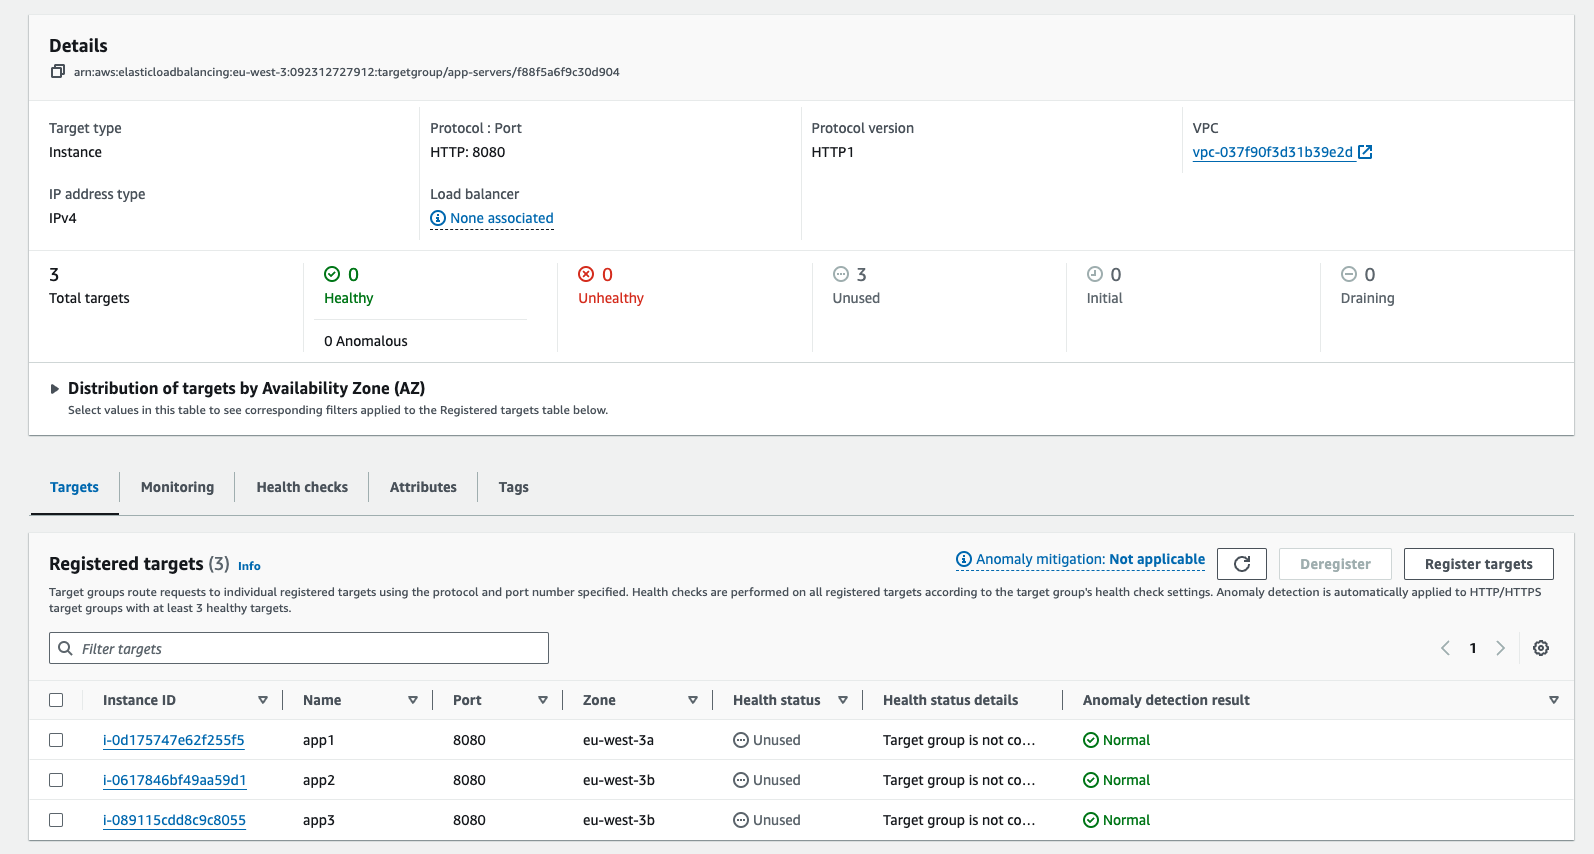 Details
arn:aws:elasticloadbalancing:eu-west-3:092312727912:targetgroup/app-servers/f88f5a6f9c30d904
Target type
Instance
Protocol : Port
HTTP: 8080
Protocol version
HTTP1
VPC
vpc-037f90f3d31b39e2d
IP address type
IPv4
Load balancer
None associated
3
Total targets
0
Healthy
0 Anomalous
0
Unhealthy
3
Unused
0
Initial
0
Draining
Distribution of targets by Availability Zone (AZ)
Select values in this table to see corresponding filters applied to the Registered targets table below.
Targets Monitoring Health checks Attributes Tags
Registered targets (3) Info
Anomaly mitigation: Not applicable Deregister Register targets
Target groups route requests to individual registered targets using the protocol and port number specified. Health checks are performed on all registered targets according to the target group's health check settings. Anomaly detection is automatically applied to HTTP/HTTPS
target groups with at least 3 healthy targets.
Filter targets
1
Instance ID Name Port Zone Health status Health status details Anomaly detection result
i-0d175747e62f255f5 app1 8080 eu-west-3a Unused Target group is not co... Normal
i-0617846bf49aa59d1 app2 8080 eu-west-3b Unused Target group is not co... Normal
i-089115cdd8c9c8055 app3 8080 eu-west-3b Unused Target group is not co... Normal